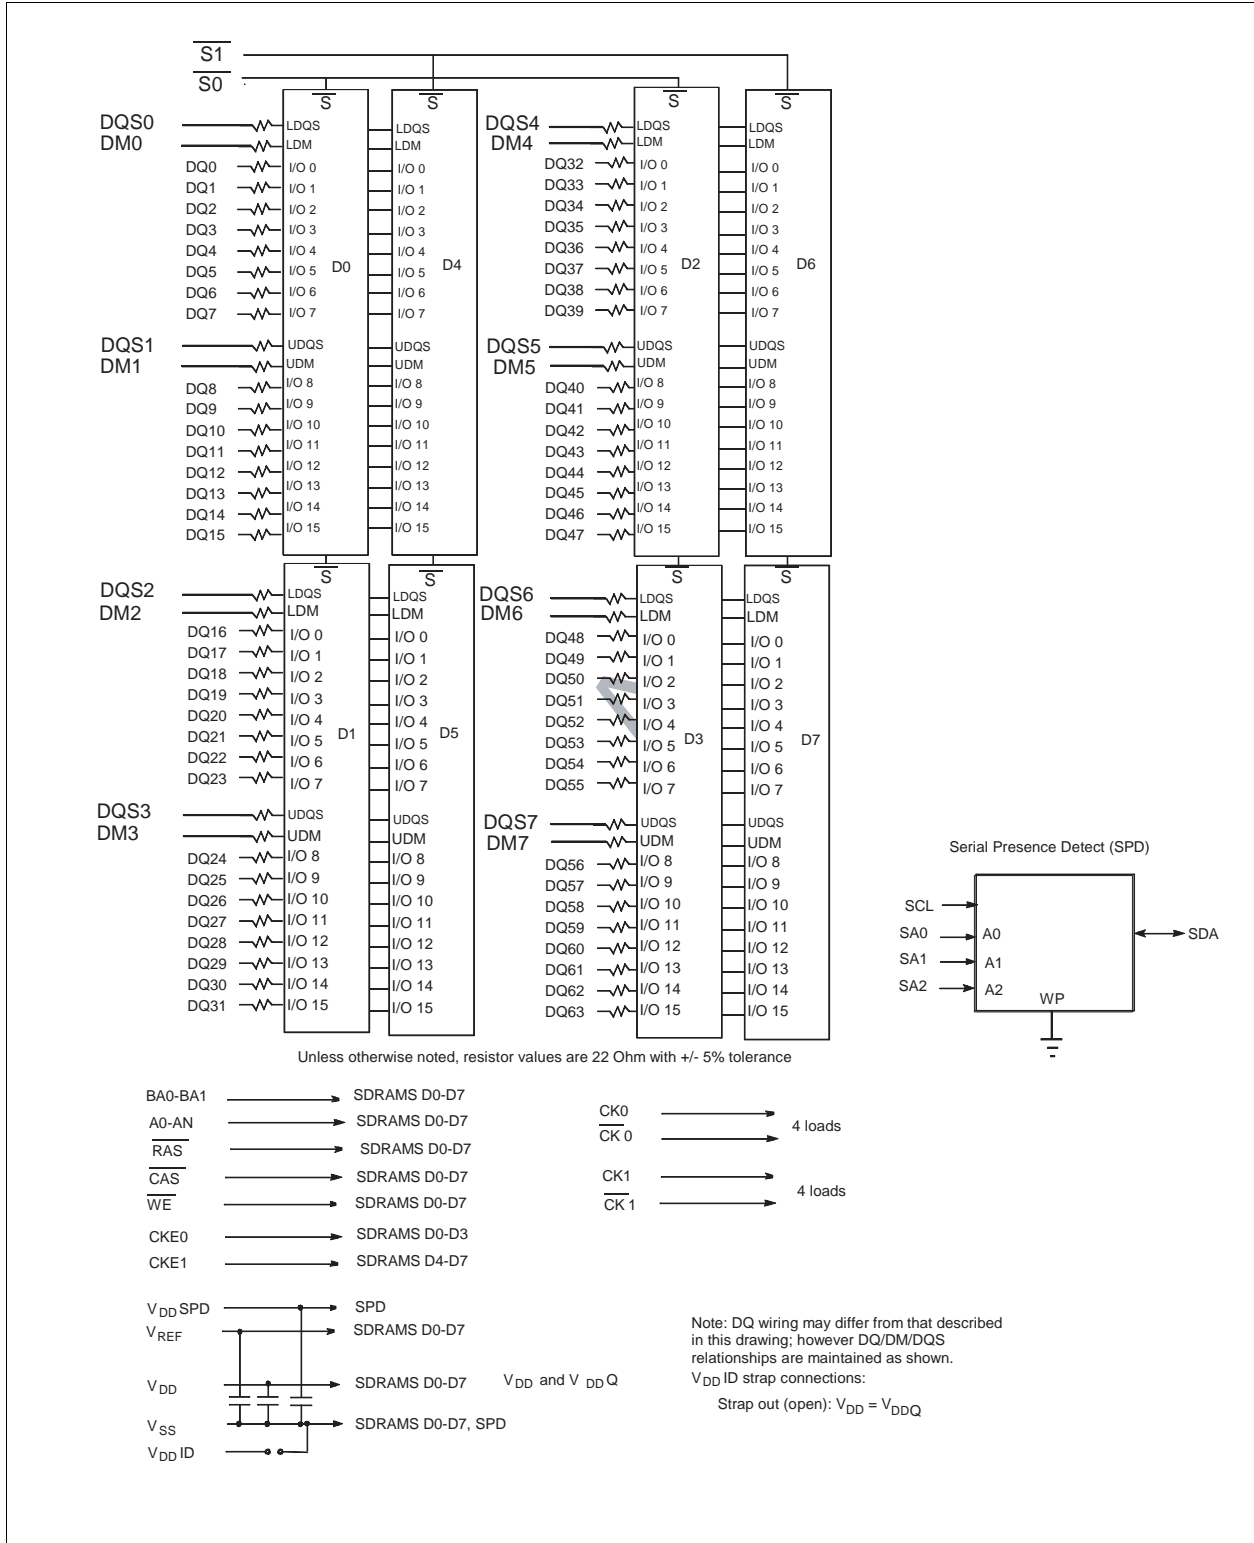 S1
S0
S
S
S
S
DQS0
DM0
DQ0
DQ1
DQ2
DQ3
DQ4
DQ5
DQ6
DQ7
DQS1
DM1
DQ8
DQ9
DQ10
DQ11
DQ12
DQ13
DQ14
DQ15
LDQS
LDM
I/O 0
I/O 1
I/O 2
I/O 3
I/O 4
I/O 5
I/O 6
I/O 7
UDQS
UDM
I/O 8
I/O 9
I/O 10
I/O 11
I/O 12
I/O 13
I/O 14
I/O 15
D0
LDQS
LDM
I/O 0
I/O 1
I/O 2
I/O 3
I/O 4
I/O 5
I/O 6
I/O 7
UDQS
UDM
I/O 8
I/O 9
I/O 10
I/O 11
I/O 12
I/O 13
I/O 14
I/O 15
D4
DQS4
DM4
DQ32
DQ33
DQ34
DQ35
DQ36
DQ37
DQ38
DQ39
DQS5
DM5
DQ40
DQ41
DQ42
DQ43
DQ44
DQ45
DQ46
DQ47
LDQS
LDM
I/O 0
I/O 1
I/O 2
I/O 3
I/O 4
I/O 5
I/O 6
I/O 7
UDQS
UDM
I/O 8
I/O 9
I/O 10
I/O 11
I/O 12
I/O 13
I/O 14
I/O 15
D2
LDQS
LDM
I/O 0
I/O 1
I/O 2
I/O 3
I/O 4
I/O 5
I/O 6
I/O 7
UDQS
UDM
I/O 8
I/O 9
I/O 10
I/O 11
I/O 12
I/O 13
I/O 14
I/O 15
D6
S
S
S
S
DQS2
DM2
DQ16
DQ17
DQ18
DQ19
DQ20
DQ21
DQ22
DQ23
DQS3
DM3
DQ24
DQ25
DQ26
DQ27
DQ28
DQ29
DQ30
DQ31
LDQS
LDM
I/O 0
I/O 1
I/O 2
I/O 3
I/O 4
I/O 5
I/O 6
I/O 7
UDQS
UDM
I/O 8
I/O 9
I/O 10
I/O 11
I/O 12
I/O 13
I/O 14
I/O 15
D1
LDQS
LDM
I/O 0
I/O 1
I/O 2
I/O 3
I/O 4
I/O 5
I/O 6
I/O 7
UDQS
UDM
I/O 8
I/O 9
I/O 10
I/O 11
I/O 12
I/O 13
I/O 14
I/O 15
D5
DQS6
DM6
DQ48
DQ49
DQ50
DQ51
DQ52
DQ53
DQ54
DQ55
DQS7
DM7
DQ56
DQ57
DQ58
DQ59
DQ60
DQ61
DQ62
DQ63
LDQS
LDM
I/O 0
I/O 1
I/O 2
I/O 3
I/O 4
I/O 5
I/O 6
I/O 7
UDQS
UDM
I/O 8
I/O 9
I/O 10
I/O 11
I/O 12
I/O 13
I/O 14
I/O 15
D3
LDQS
LDM
I/O 0
I/O 1
I/O 2
I/O 3
I/O 4
I/O 5
I/O 6
I/O 7
UDQS
UDM
I/O 8
I/O 9
I/O 10
I/O 11
I/O 12
I/O 13
I/O 14
I/O 15
D7
Serial Presence Detect (SPD)
SCL
SA0 A0
SA1 A1
SA2 A2
WP
SDA
Unless otherwise noted, resistor values are 22 Ohm with +/- 5% tolerance
BA0-BA1 SDRAMS D0-D7
A0-AN SDRAMS D0-D7
RAS SDRAMS D0-D7
CAS SDRAMS D0-D7
WE SDRAMS D0-D7
CKE0 SDRAMS D0-D3
CKE1 SDRAMS D4-D7
CK0
CK 0
4 loads
CK1
CK 1
4 loads
VDD SPD SPD
VREF SDRAMS D0-D7
VDD SDRAMS D0-D7 VDD and VDDQ
VSS SDRAMS D0-D7, SPD
VDD ID
Note: DQ wiring may differ from that described
in this drawing; however DQ/DM/DQS
relationships are maintained as shown.
VDD ID strap connections:
Strap out (open): VDD = VDDQ